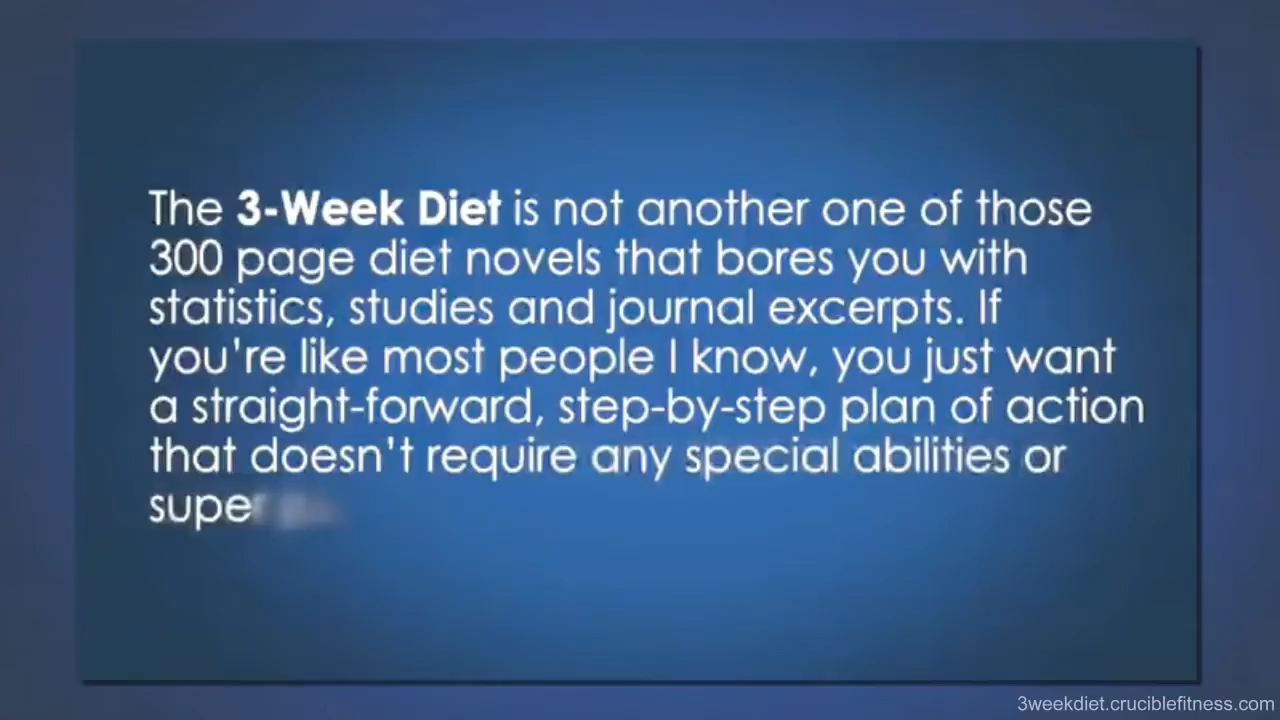 The 3-Week Diet is not another one of those
300 page diet novels that bores you with
statistics, studies and journal excerpts. If
you're like most people I know, you just want
a straight-forward, step-by-step plan of action
that doesn't require any special abilities or
super
3weekdiet.cruciblefitness.com